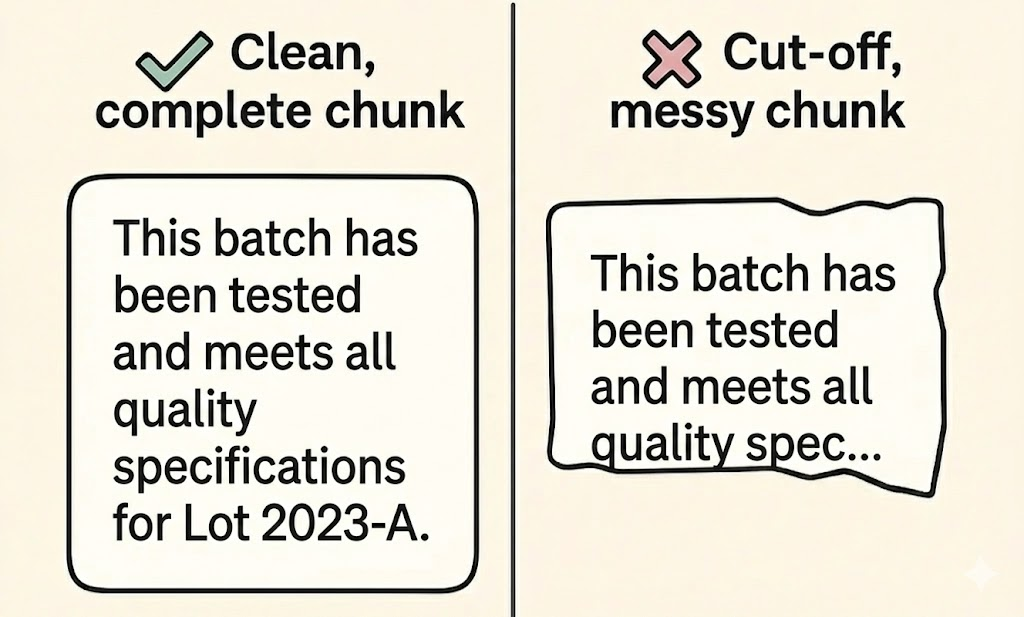 Clean,
complete chunk
This batch has
been tested
and meets all
quality
specifications
for Lot 2023-A.
Cut-off,
messy chunk
This batch has
been tested
and meets all
quality spec...